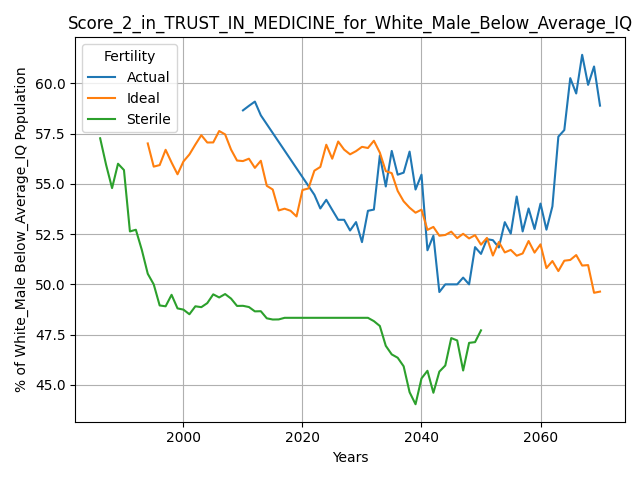 Score_2_in_TRUST_IN_MEDICINE_for_White_Male_Below_Average_IQ
Fertility
Actual
Ideal
Sterile
% of White_Male Below_Average_IQ Population
60.0
57.5
55.0
52.5
50.0
47.5
45.0
2000
2020
2040
2060
Years